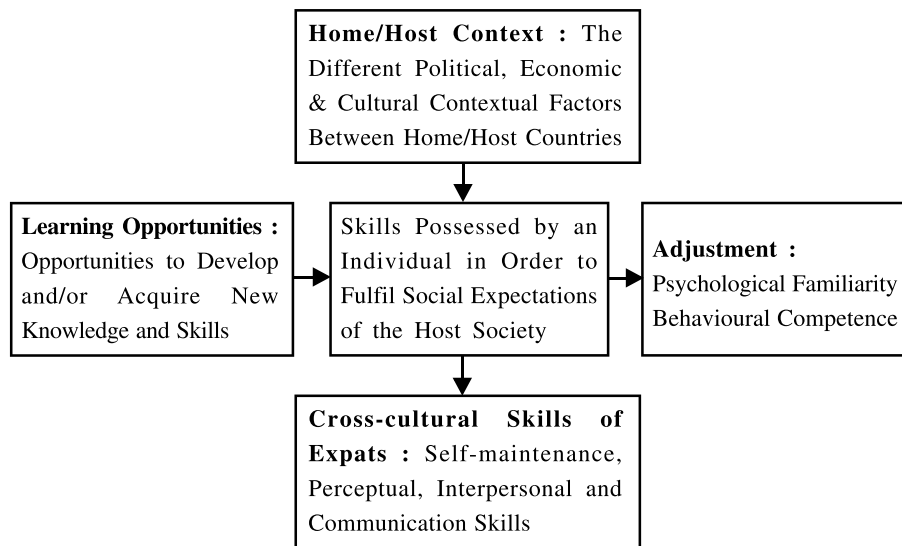 Home/Host Context : The
Different Political, Economic
& Cultural Contextual Factors
Between Home/Host Countries
Learning Opportunities :
Opportunities to Develop
and/or Acquire New
Knowledge and Skills
Skills Possessed by an
Individual in Order to
Fulfil Social Expectations
of the Host Society
Adjustment :
Psychological Familiarity
Behavioural Competence
Cross-cultural Skills of
Expats : Self-maintenance,
Perceptual, Interpersonal and
Communication Skills